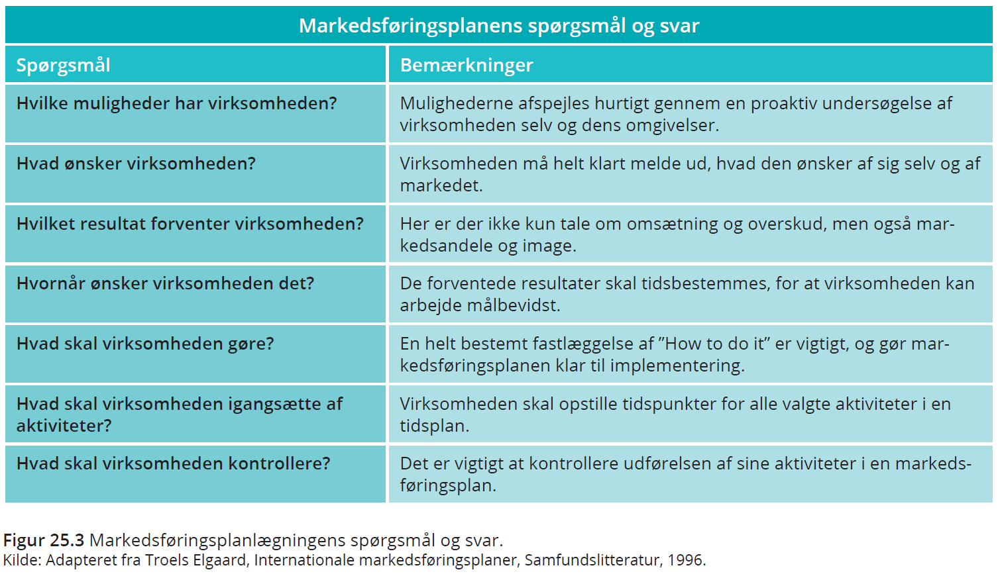 Markedsføringsplanens spørgsmål og svar
Spørgsmål
Bemærkninger
Hvilke muligheder har virksomheden?
Mulighederne afspejles hurtigt gennem en proaktiv undersøgelse af
virksomheden selv og dens omgivelser.
Hvad ønsker virksomheden?
Virksomheden må helt klart melde ud, hvad den ønsker af sig selv og af
markedet.
Hvilket resultat forventer virksomheden?
Her er der ikke kun tale om omsætning og overskud, men også mar-
kedsandele og image.
Hvornår ønsker virksomheden det?
De forventede resultater skal tidsbestemmes, for at virksomheden kan
arbejde målbevidst.
Hvad skal virksomheden gøre?
En helt bestemt fastlæggelse af ”How to do it” er vigtigt, og gør mar-
kedsføringsplanen klar til implementering.
Hvad skal virksomheden igangsætte af
aktiviteter?
Virksomheden skal opstille tidspunkter for alle valgte aktiviteter i en
tidsplan.
Hvad skal virksomheden kontrollere?
Det er vigtigt at kontrollere udførelsen af sine aktiviteter i en markeds-
føringsplan.
Figur 25.3 Markedsføringsplanlægningens spørgsmål og svar.
Kilde: Adapteret fra Troels Elgaard, Internationale markedsføringsplaner, Samfundslitteratur, 1996.